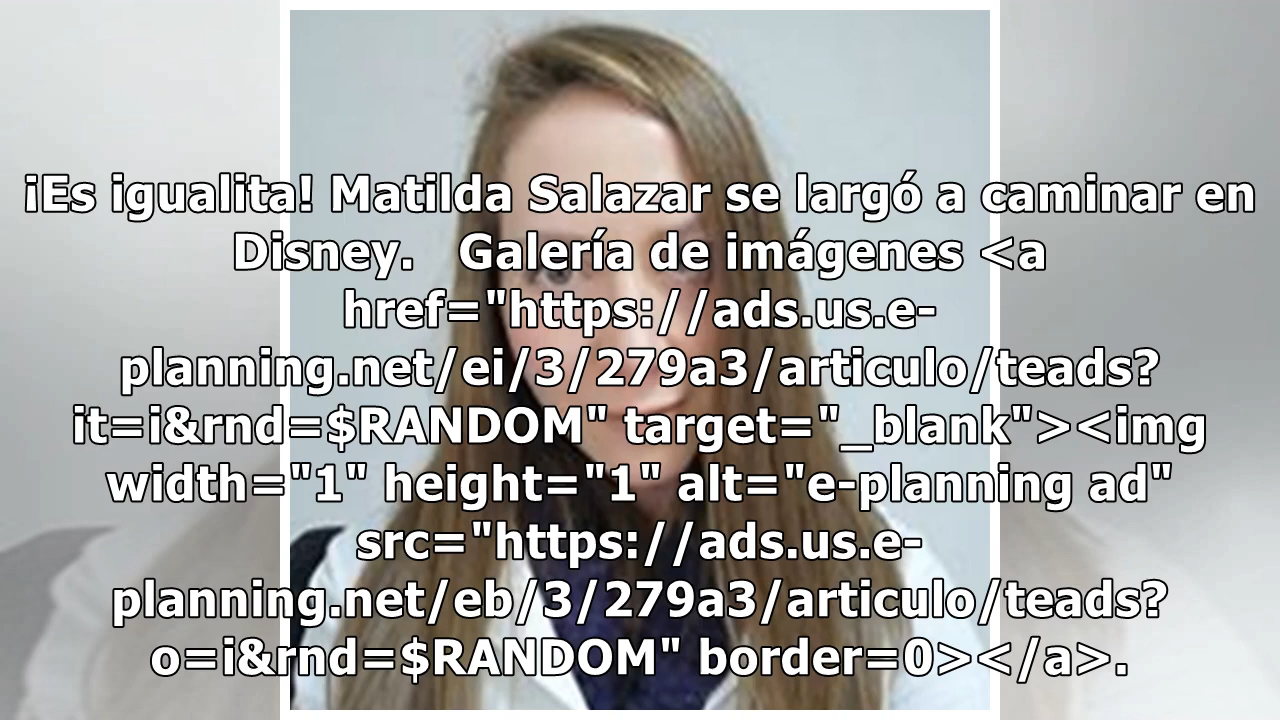 ¡Es igualita! Matilda Salazar se largó a caminar en
Disney.   Galería de imágenes <a
href="https://ads.us.e-
planning.net/ei/3/279a3/articulo/teads?
it=i&rnd=$RANDOM" target="_blank"><img
width="1" height="1" alt="e-planning ad"
src="https://ads.us.e-
planning.net/eb/3/279a3/articulo/teads?
o=i&rnd=$RANDOM" border=0></a>.